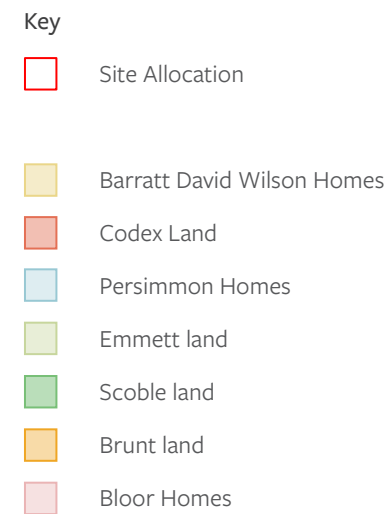 Key
Site Allocation
Barratt David Wilson Homes
Codex Land
Persimmon Homes
Emmett land
Scoble land
Brunt land
Bloor Homes